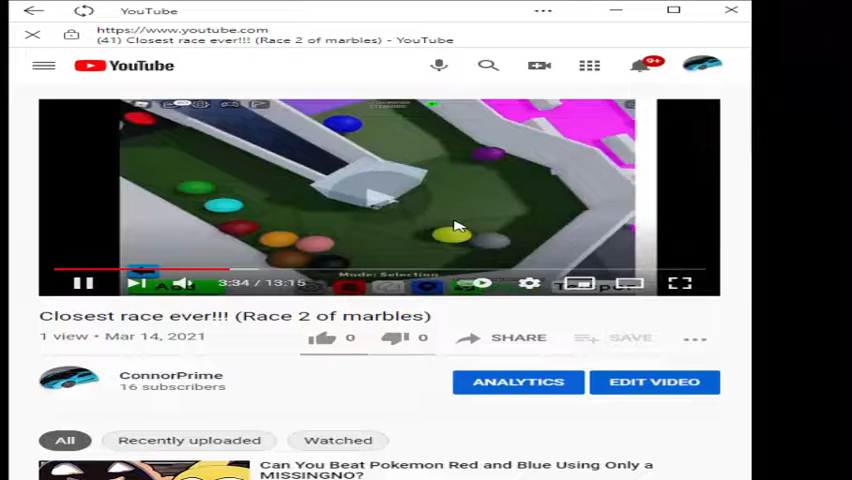 YouTube
https://www.youtube.com
(41) Closest race ever!!! (Race 2 of marbles) - YouTube
YouTube
9+
Mode: Selection
3:34 / 13:15
Closest race ever!!! (Race 2 of marbles)
1 view • Mar 14, 2021
0
0
SHARE
SAVE
ConnorPrime
16 subscribers
ANALYTICS
EDIT VIDEO
All
Recently uploaded
Watched
Can You Beat Pokemon Red and Blue Using Only a
MISSINGNO?